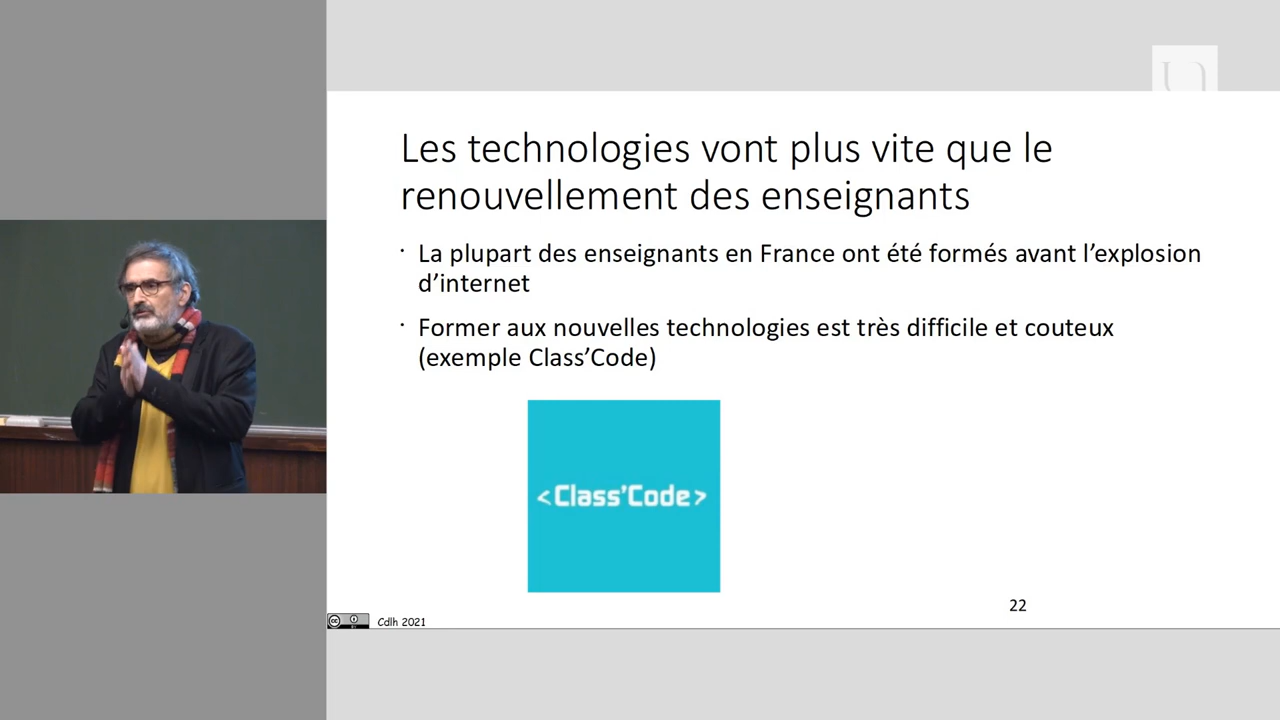 Les technologies vont plus vite que le
renouvellement des enseignants
· La plupart des enseignants en France ont été formés avant l’explosion
d’internet
· Former aux nouvelles technologies est très difficile et couteux
(exemple Class’Code)
<Class’Code>
22
Cdlh 2021